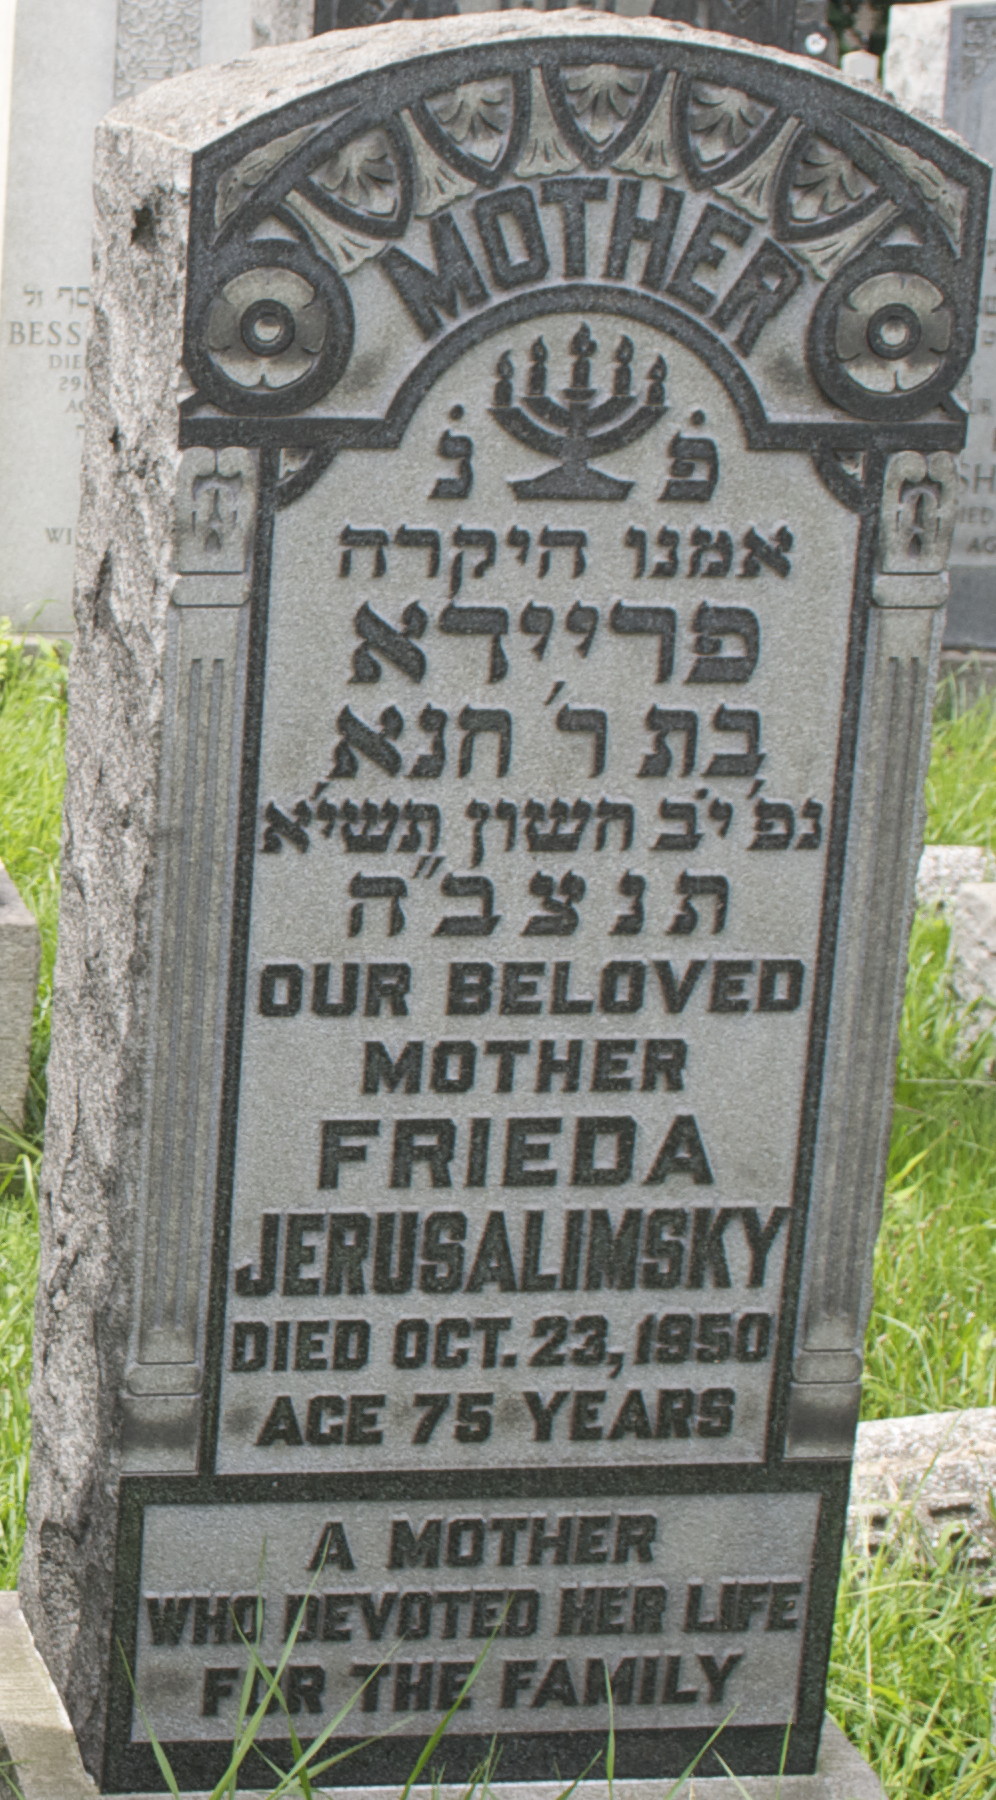 MOTHER
פ נ
אמנו היקרה
פריידא
בת ר' חנא
נפ' י'ב חשון תשי'א
ת נ צ ב״ה
OUR BELOVED
MOTHER
FRIEDA
JERUSALIMSKY
DIED OCT. 23, 1950
AGE 75 YEARS
A MOTHER
WHO DEVOTED HER LIFE
FOR THE FAMILY